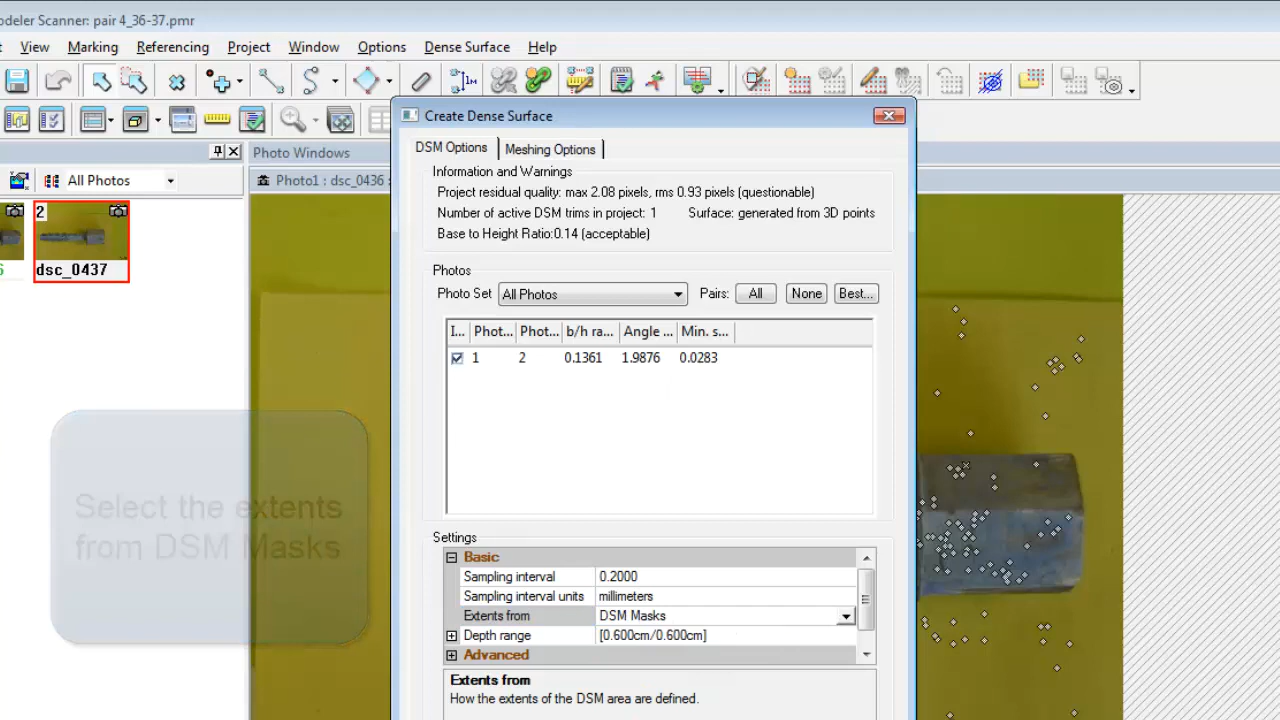 odeler Scanner: pair 4_36-37.pmr
t View Marking Referencing Project Window Options Dense Surface Help
1m
Create Dense Surface
DSM Options Meshing Options
Photo Windows
All Photos
Photo1 : dsc_0436
2
6
dsc_0437
Information and Warnings
Project residual quality: max 2.08 pixels, rms 0.93 pixels (questionable)
Number of active DSM trims in project: 1 Surface: generated from 3D points
Base to Height Ratio:0.14 (acceptable)
Photos
Photo Set All Photos Pairs: All None Best...
I... Phot... Phot... b/h ra... Angle ... Min. s...
1 2 0.1361 1.9876 0.0283
Select the extents
from DSM Masks
Settings
Basic
Sampling interval 0.2000
Sampling interval units millimeters
Extents from DSM Masks
Depth range [0.600cm/0.600cm]
Advanced
Extents from
How the extents of the DSM area are defined.